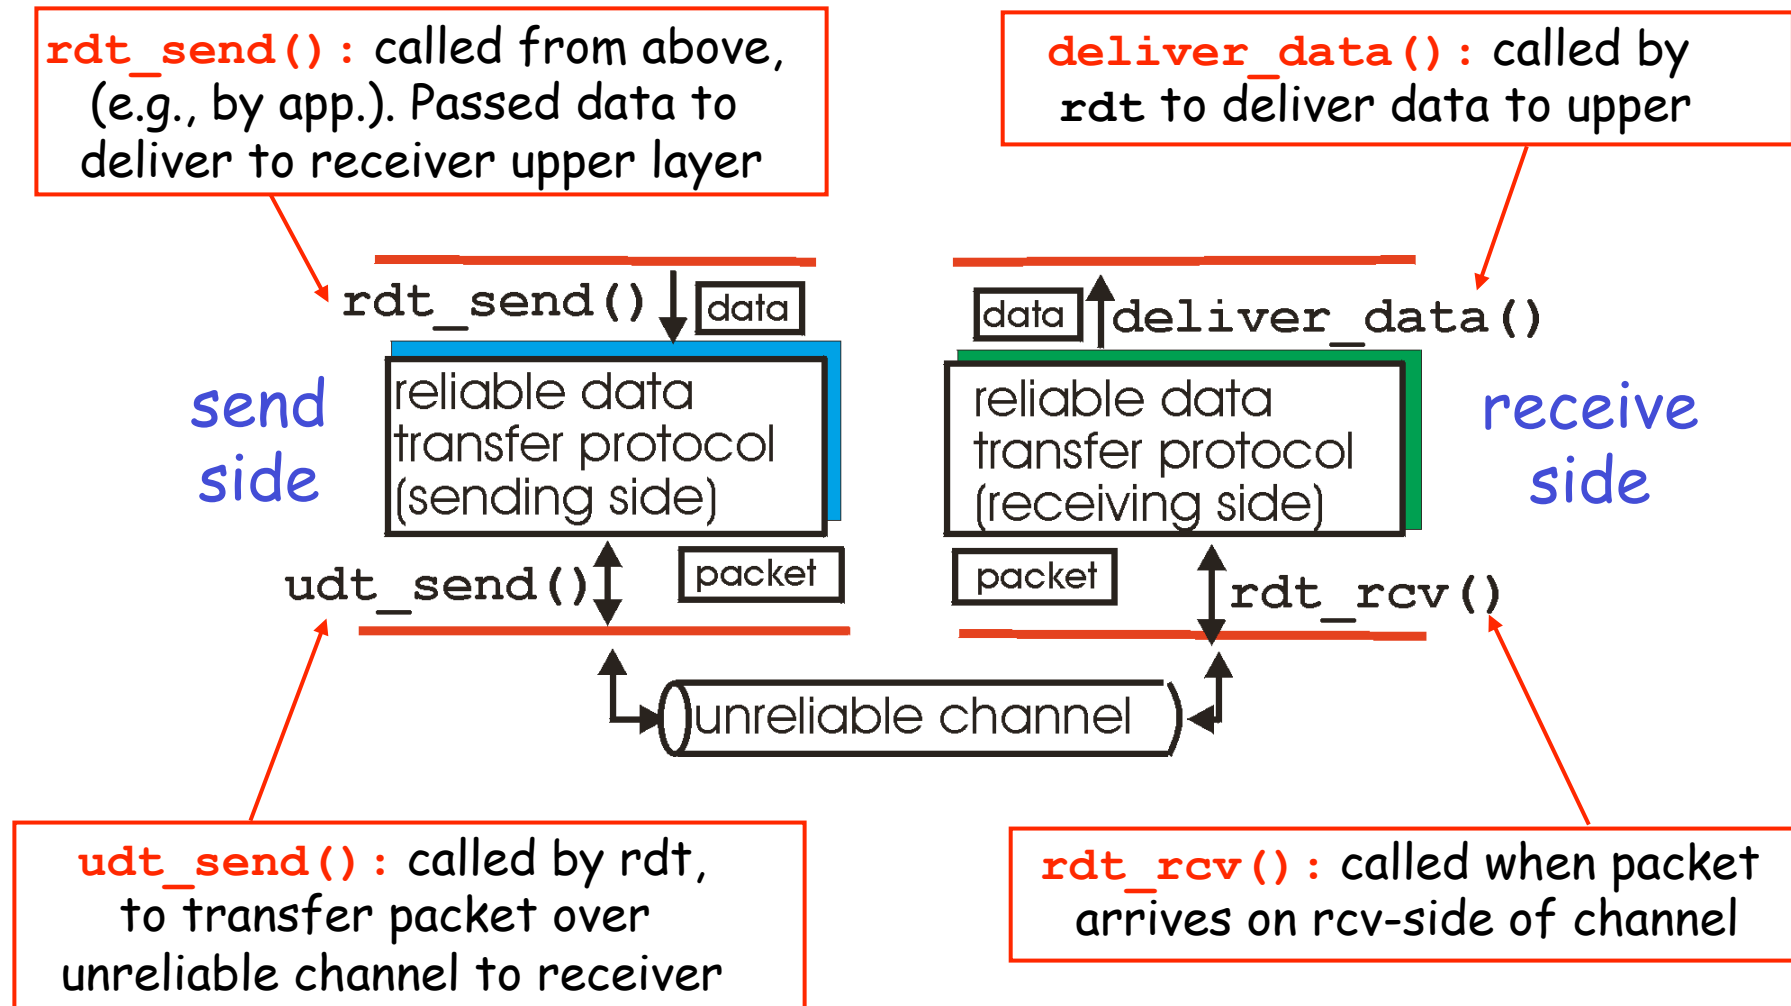 rdt_send(): called from above,
(e.g., by app.). Passed data to
deliver to receiver upper layer
deliver_data(): called by
rdt to deliver data to upper
rdt_send()
data
data
deliver_data()
send
side
reliable data
transfer protocol
(sending side)
reliable data
transfer protocol
(receiving side)
receive
side
udt_send()
packet
packet
rdt_rcv()
unreliable channel
udt_send(): called by rdt,
to transfer packet over
unreliable channel to receiver
rdt_rcv(): called when packet
arrives on rcv-side of channel